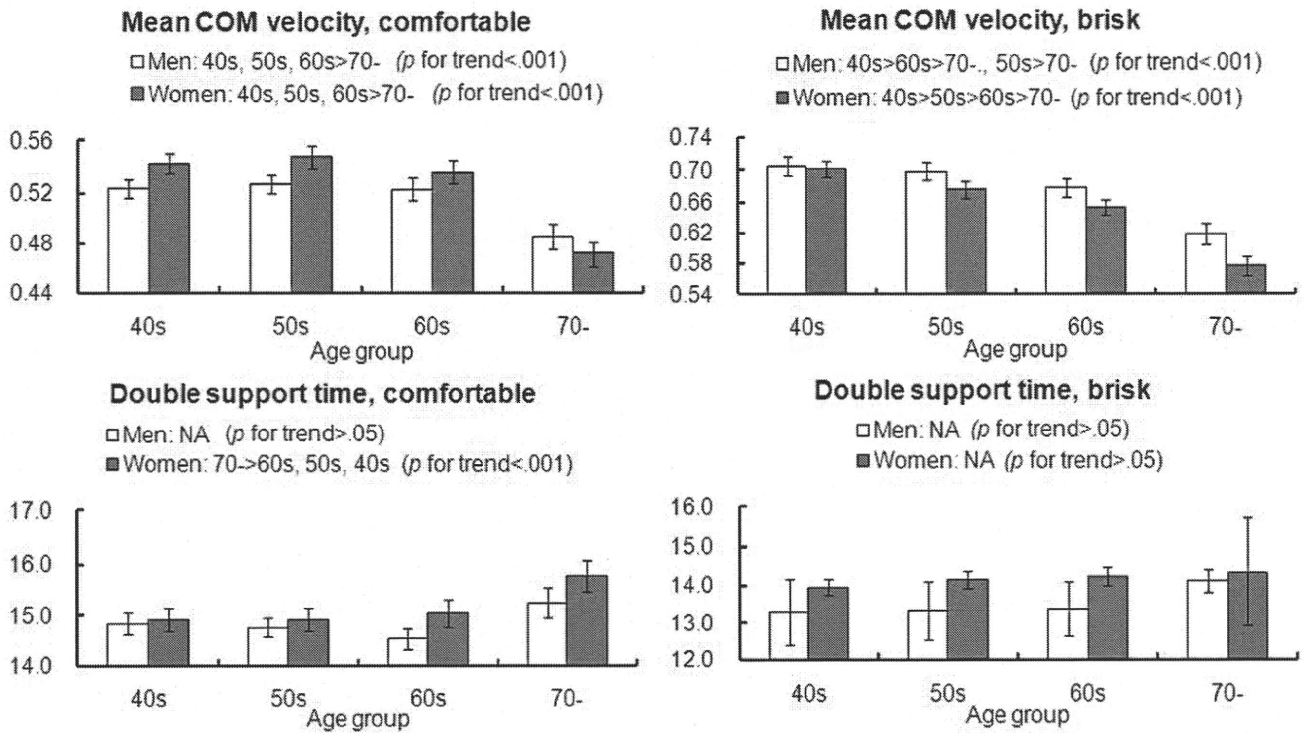 Mean COM velocity, comfortable
Men: 40s, 50s, 60s>70- (p for trend<.001)
Women: 40s, 50s, 60s>70- (p for trend<.001)
0.56
0.52
0.48
0.44
40s 50s 60s 70-
Age group
Mean COM velocity, brisk
Men: 40s>60s>70-., 50s>70- (p for trend<.001)
Women: 40s>50s>60s>70- (p for trend<.001)
0.74
0.70
0.66
0.62
0.58
0.54
40s 50s 60s 70-
Age group
Double support time, comfortable
Men: NA (p for trend>.05)
Women: 70->60s, 50s, 40s (p for trend<.001)
17.0
16.0
15.0
14.0
40s 50s 60s 70-
Age group
Double support time, brisk
Men: NA (p for trend>.05)
Women: NA (p for trend>.05)
16.0
15.0
14.0
13.0
12.0
40s 50s 60s 70-
Age group